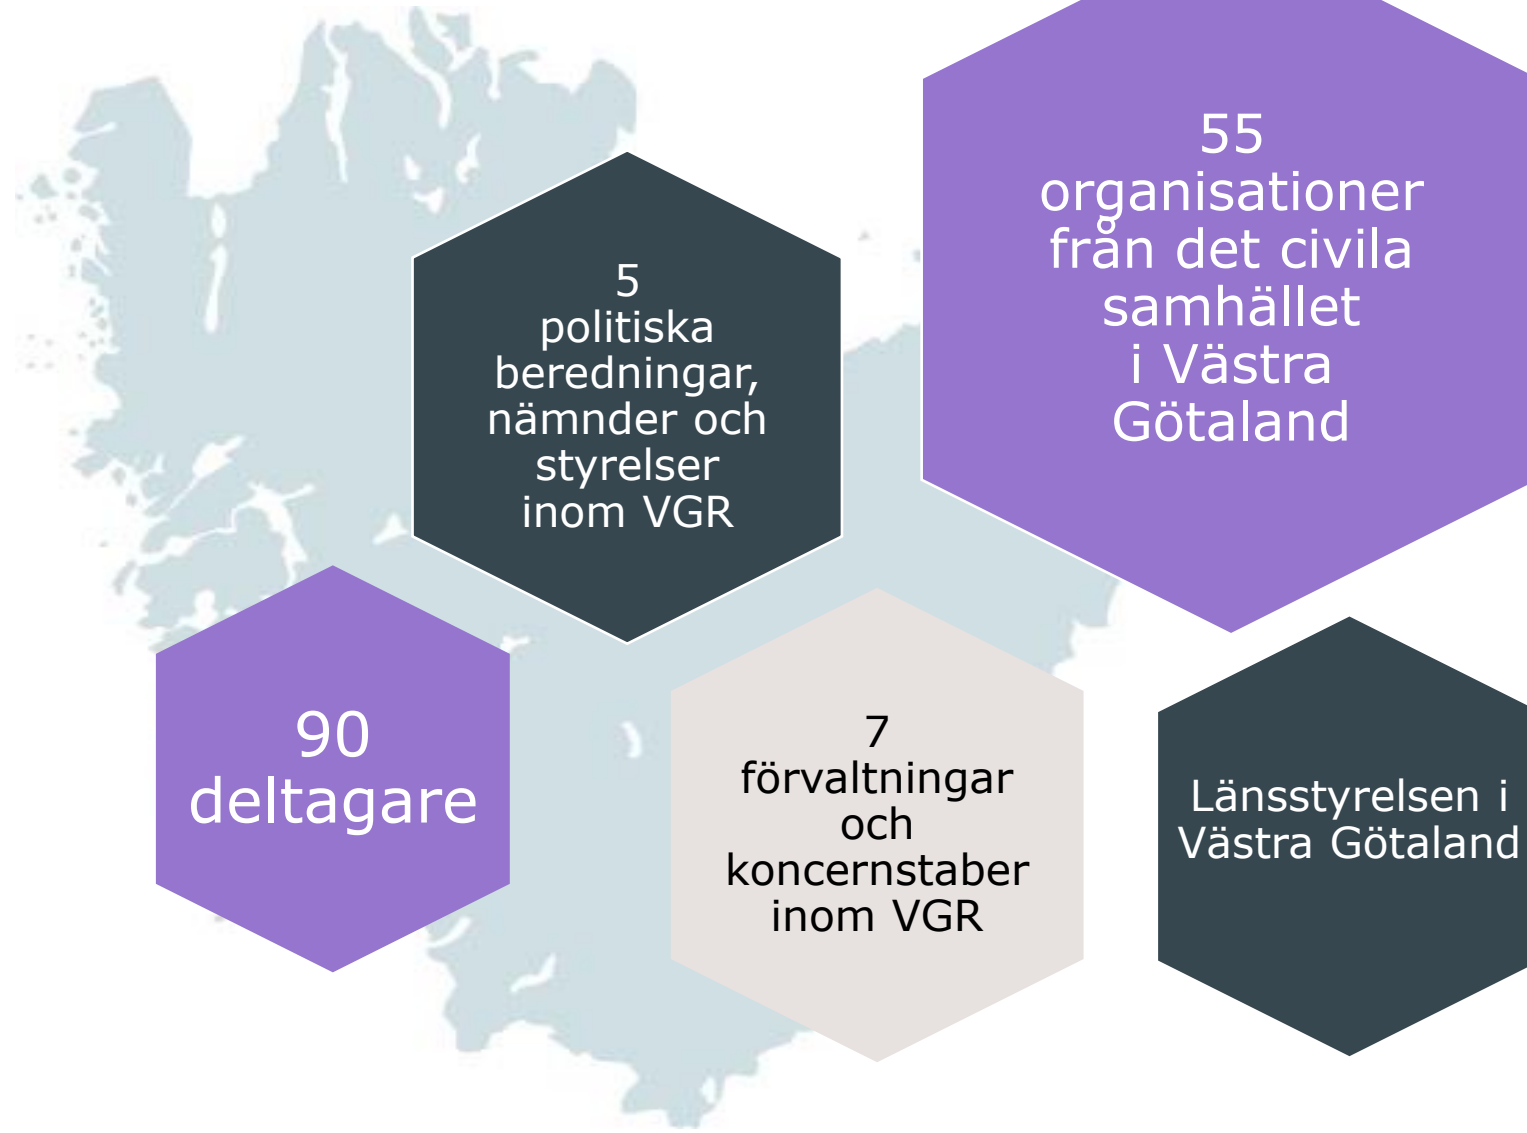 55
organisationer
från det civila
samhället
i Västra
Götaland
5
politiska
beredningar,
nämnder och
styrelser
inom VGR
90
deltagare
7
förvaltningar
och
koncernstaber
inom VGR
Länsstyrelsen i
Västra Götaland